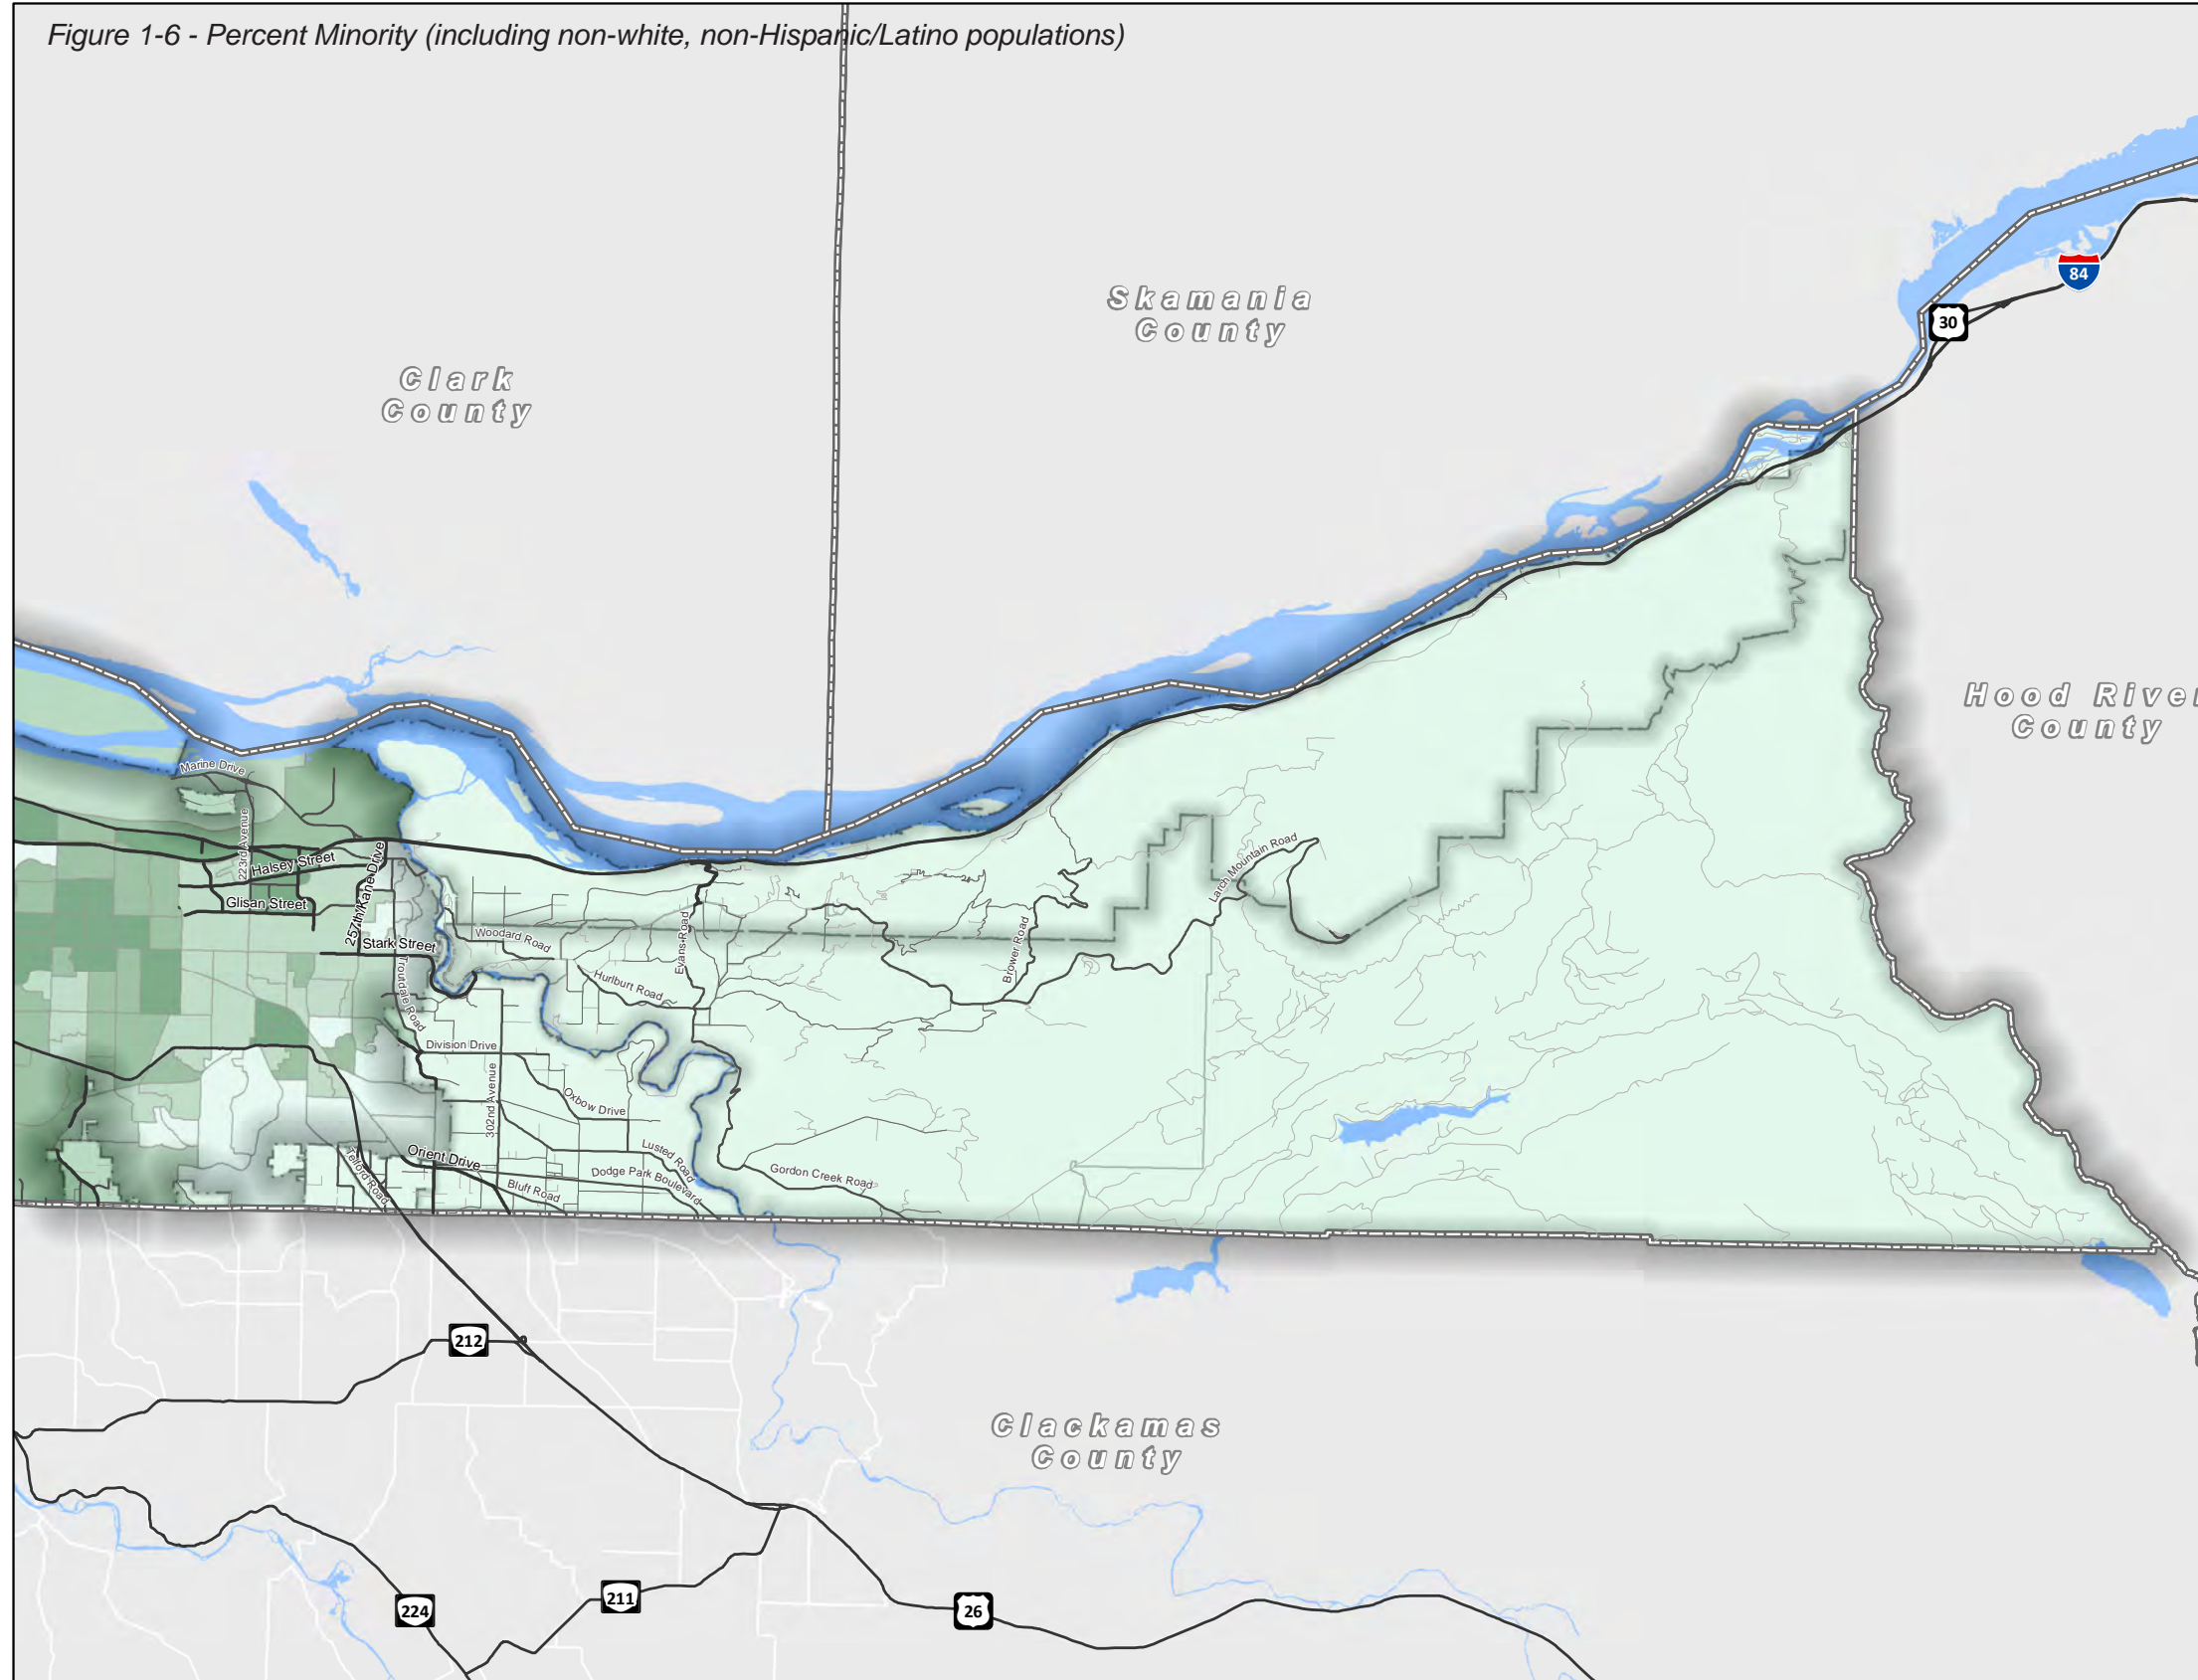 Figure 1-6 - Percent Minority (including non-white, non-Hispanic/Latino populations)
84
Skamania
County
30
Clark
County
Hood River
County
Marine Drive
223rd Avenue
Halsey Street
257th/Kane Drive
Glisan Street
Larch Mountain Road
Stark Street
Woodard Road
Evans Road
Brower Road
Troutdale Road
Hurlburt Road
Division Drive
302nd Avenue
Oxbow Drive
Orient Drive
Telford Road
Lusted Road
Dodge Park Boulevard
Bluff Road
Gordon Creek Road
212
Clackamas
County
224
211
26